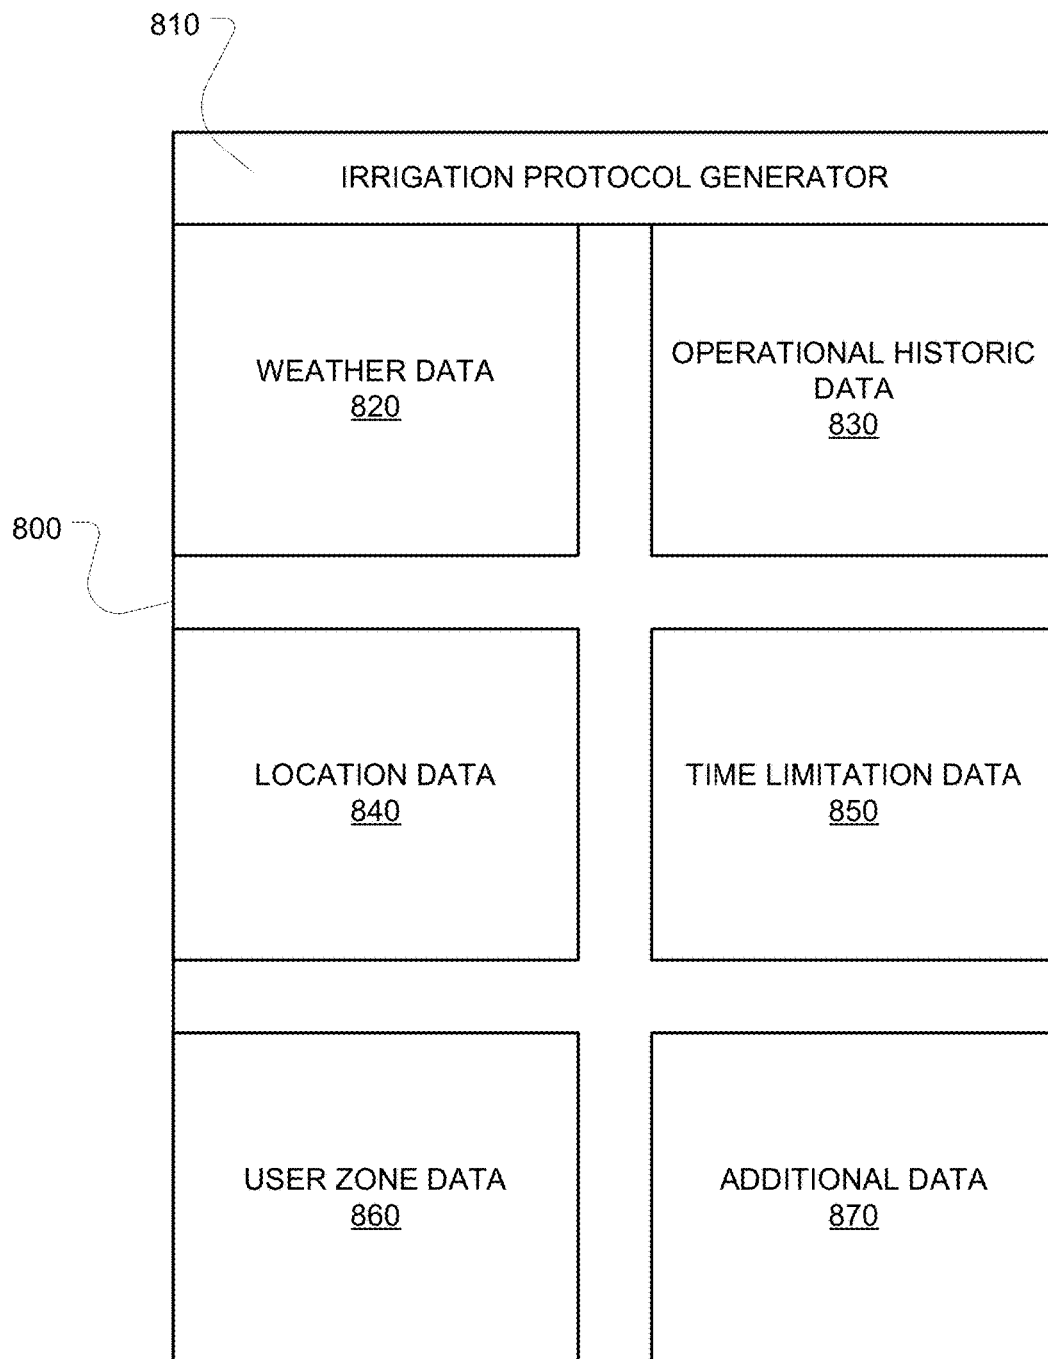 810
IRRIGATION PROTOCOL GENERATOR
WEATHER DATA
820
OPERATIONAL HISTORIC
DATA
830
800
LOCATION DATA
840
TIME LIMITATION DATA
850
USER ZONE DATA
860
ADDITIONAL DATA
870